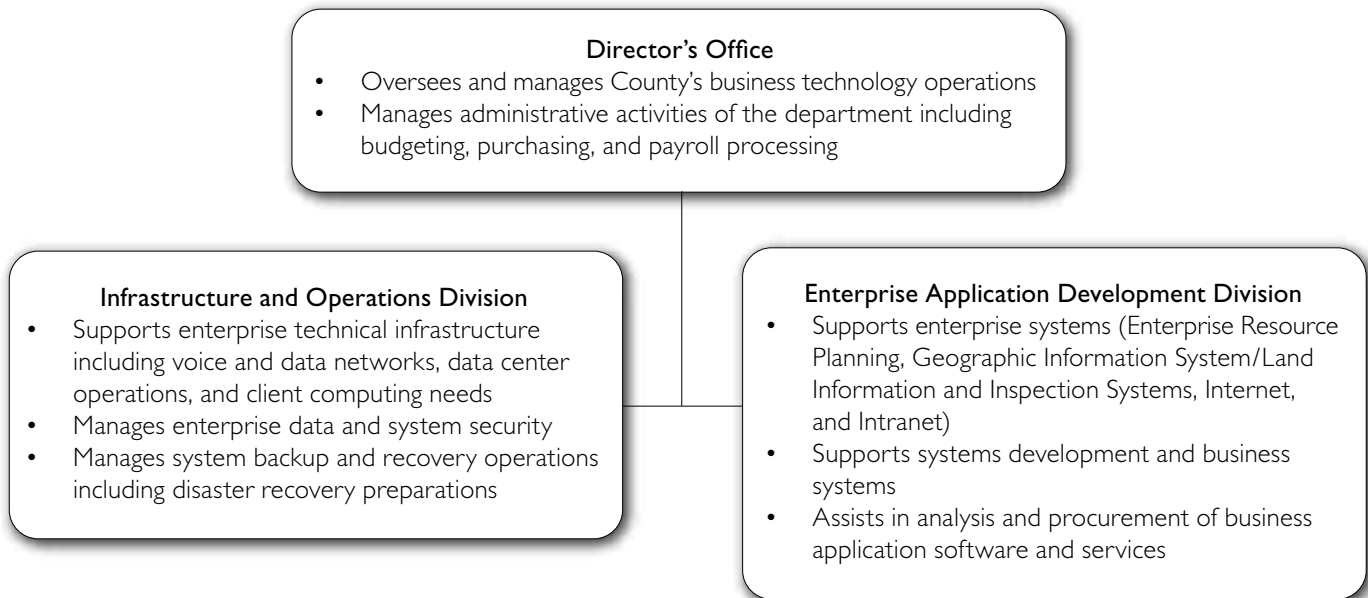 Director’s Office
• Oversees and manages County’s business technology operations
• Manages administrative activities of the department including
budgeting, purchasing, and payroll processing
Infrastructure and Operations Division
• Supports enterprise technical infrastructure
including voice and data networks, data center
operations, and client computing needs
• Manages enterprise data and system security
• Manages system backup and recovery operations
including disaster recovery preparations
Enterprise Application Development Division
• Supports enterprise systems (Enterprise Resource
Planning, Geographic Information System/Land
Information and Inspection Systems, Internet,
and Intranet)
• Supports systems development and business
systems
• Assists in analysis and procurement of business
application software and services